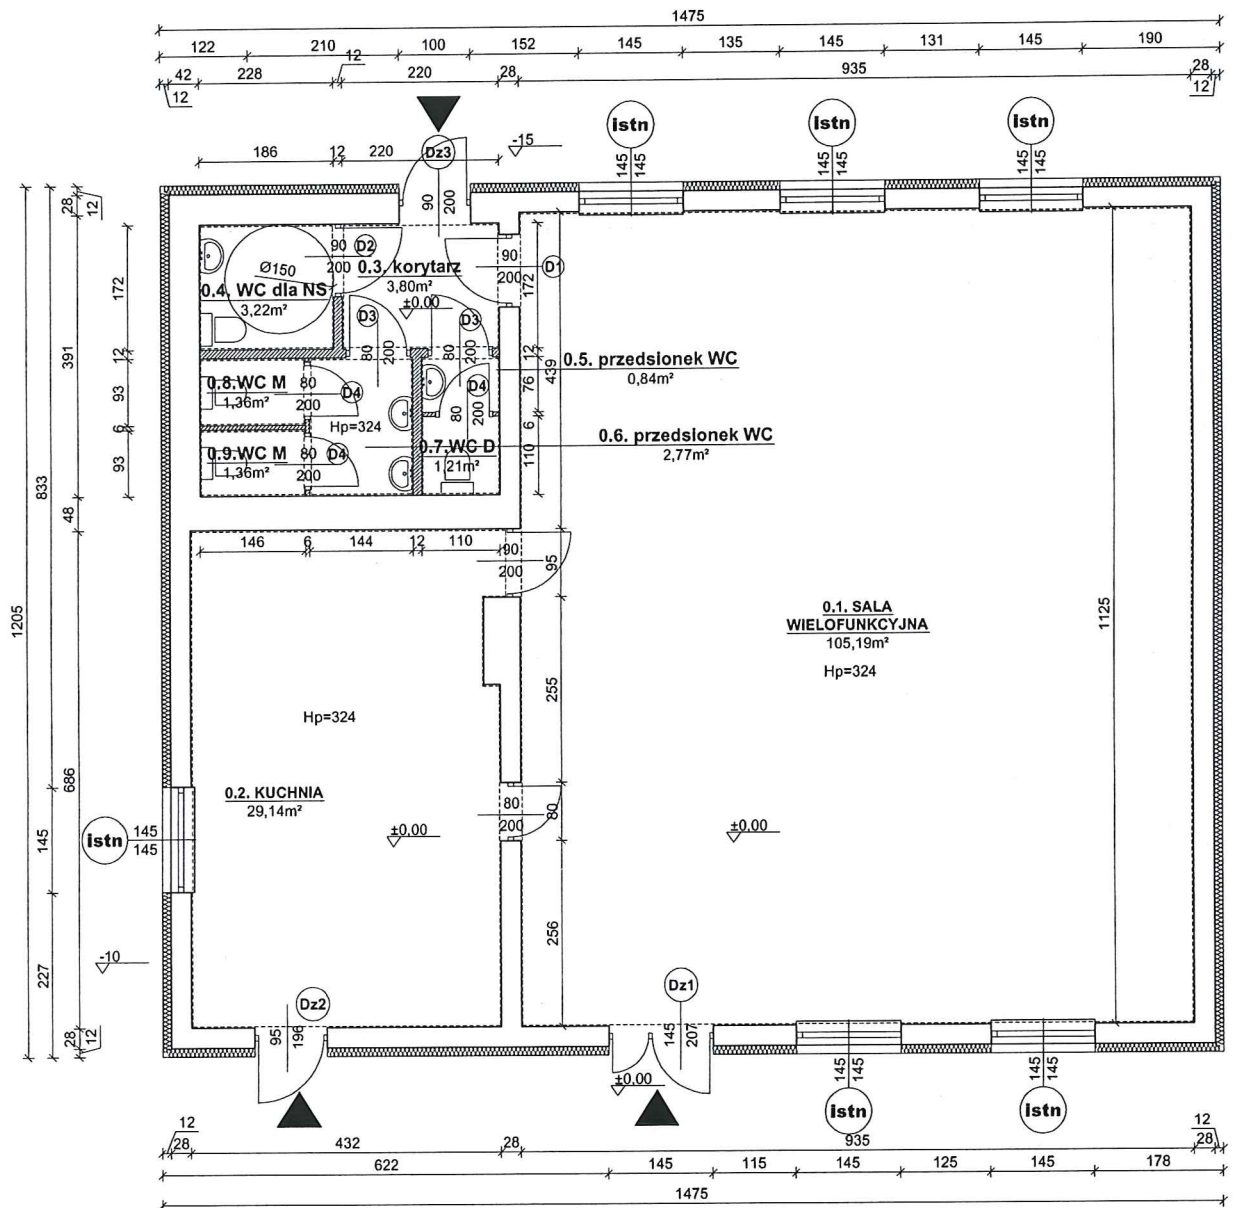 1475
122 210 100 152 145 135 145 131 145 190
12
42 228 220 28 935 28
12 12
istn istn istn
-15
186 12 220 Dz3
145 145 145 145 145 145
28 12
90 200
90 D2
200
0.3. korytarz
3,80m²
±0,00
90
200
D1
Ø150
0.4. WC dla NS
3,22m²
172 172
D3 D3
80 200 80 200
391 12 12 439
0.5. przedsionek WC
0,84m²
0.8.WC M
1,36m²
80
200
D4
D4
80 200
93 76
Hp=324
6 6
0.6. przedsionek WC
2,77m²
0.7.WC D
1,21m²
0.9.WC M
1,36m²
80
200
D4
93 110
833
48
146 6 144 12 110
90
200
95
1205
0.1. SALA
WIELOFUNKCYJNA
105,19m²
Hp=324
1125
255
Hp=324
686
0.2. KUCHNIA
29,14m²
80
200
80
±0,00
±0,00
istn
145
145
145
256
-10
227
Dz2
Dz1
95 196
145 207
28 12
±0,00
145 145 145 145
istn istn
12 12
28 432 28 935 28
622 145 115 145 125 145 178
1475